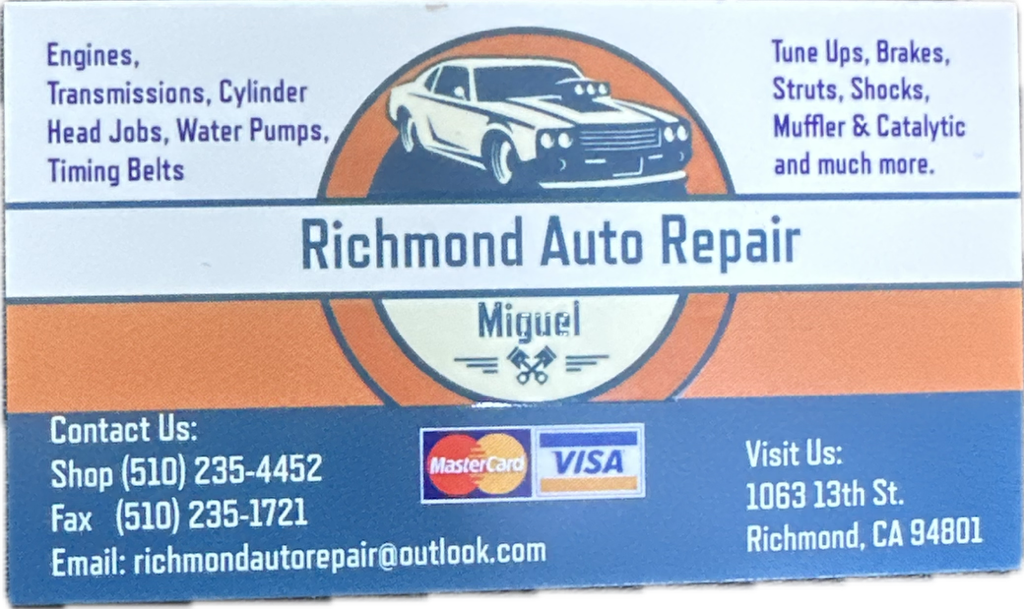 Engines,
Transmissions, Cylinder
Head Jobs, Water Pumps,
Timing Belts
Tune Ups, Brakes,
Struts, Shocks,
Muffler & Catalytic
and much more.
Richmond Auto Repair
Miguel
Contact Us:
Shop (510) 235-4452
Fax (510) 235-1721
Email: richmondautorepair@outlook.com
MasterCard
VISA
Visit Us:
1063 13th St.
Richmond, CA 94801